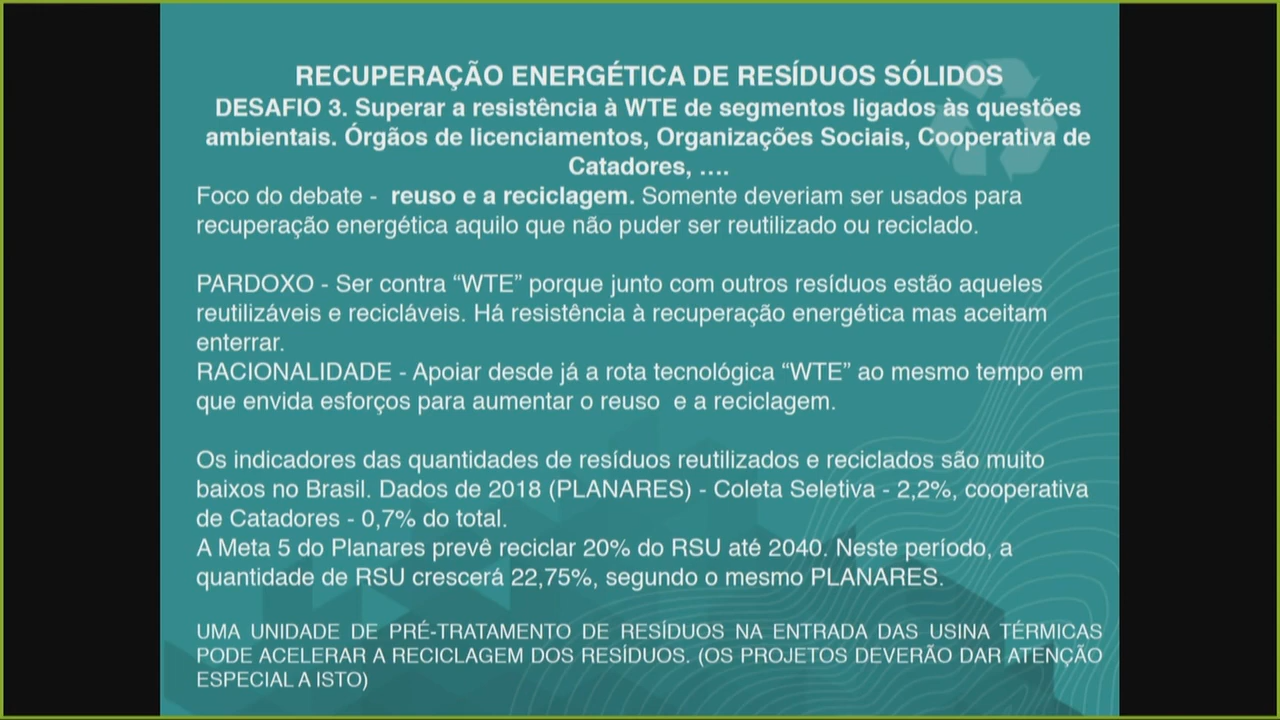 RECUPERAÇÃO ENERGÉTICA DE RESÍDUOS SÓLIDOS
DESAFIO 3. Superar a resistência à WTE de segmentos ligados às questões
ambientais. Órgãos de licenciamentos, Organizações Sociais, Cooperativa de
Catadores, ....
Foco do debate - reuso e a reciclagem. Somente deveriam ser usados para
recuperação energética aquilo que não puder ser reutilizado ou reciclado.
PARDOXO - Ser contra “WTE” porque junto com outros resíduos estão aqueles
reutilizáveis e recicláveis. Há resistência à recuperação energética mas aceitam
enterrar.
RACIONALIDADE - Apoiar desde já a rota tecnológica “WTE” ao mesmo tempo em
que envida esforços para aumentar o reuso e a reciclagem.
Os indicadores das quantidades de resíduos reutilizados e reciclados são muito
baixos no Brasil. Dados de 2018 (PLANARES) - Coleta Seletiva - 2,2%, cooperativa
de Catadores - 0,7% do total.
A Meta 5 do Planares prevê reciclar 20% do RSU até 2040. Neste período, a
quantidade de RSU crescerá 22,75%, segundo o mesmo PLANARES.
UMA UNIDADE DE PRÉ-TRATAMENTO DE RESÍDUOS NA ENTRADA DAS USINA TÉRMICAS
PODE ACELERAR A RECICLAGEM DOS RESÍDUOS. (OS PROJETOS DEVERÃO DAR ATENÇÃO
ESPECIAL A ISTO)